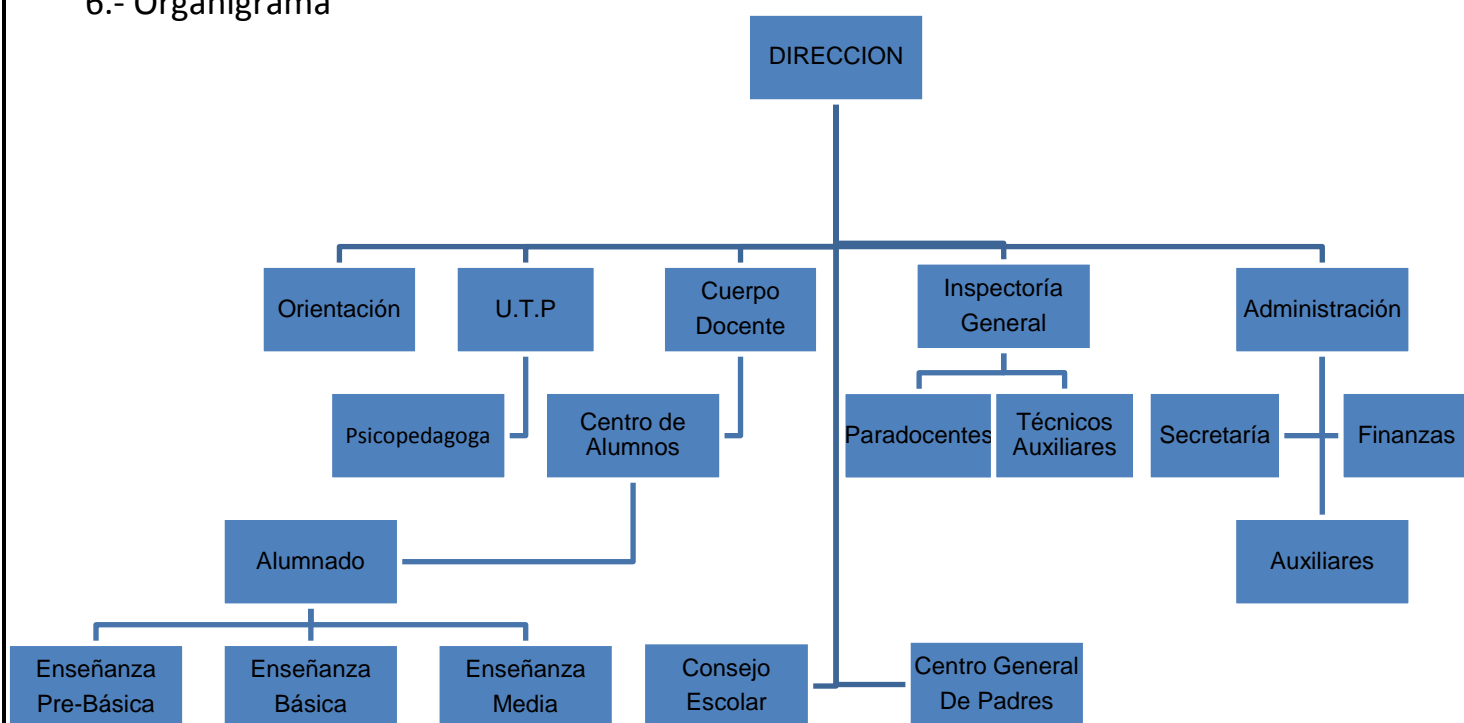 6.- Organigrama
DIRECCION
Orientación
U.T.P
Cuerpo
Docente
Inspectoría
General
Administración
Psicopedagoga
Centro de
Alumnos
Paradocentes
Técnicos
Auxiliares
Secretaría
Finanzas
Alumnado
Auxiliares
Enseñanza
Pre-Básica
Enseñanza
Básica
Enseñanza
Media
Consejo
Escolar
Centro General
De Padres